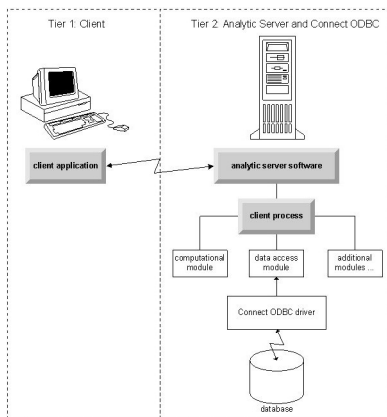 Tier 1: Client
Tier 2: Analytic Server and Connect ODBC
client application
analytic server software
client process
computational
module
data access
module
additional
modules ...
Connect ODBC driver
database